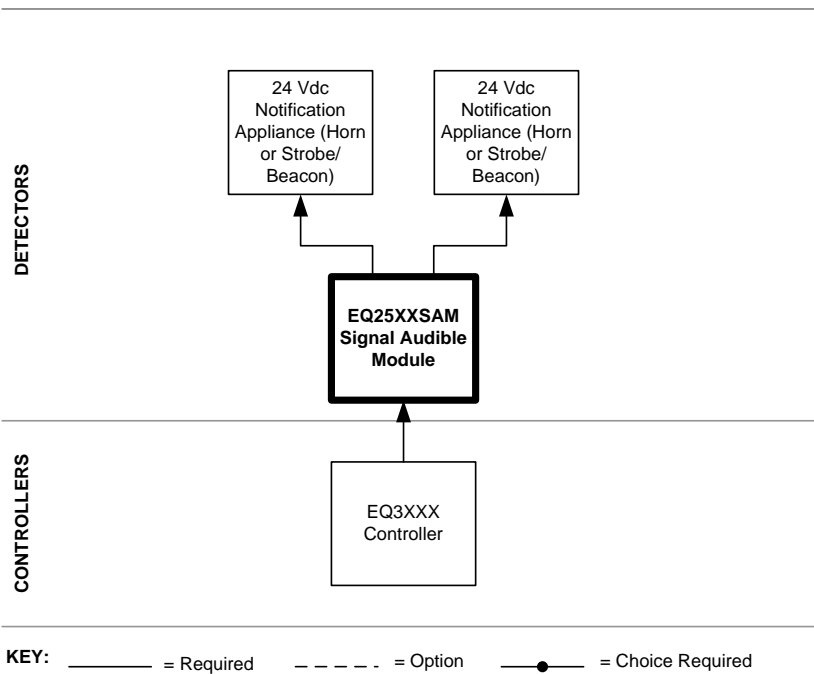 DETECTORS
24 Vdc
Notification
Appliance (Horn
or Strobe/
Beacon)
24 Vdc
Notification
Appliance (Horn
or Strobe/
Beacon)
EQ25XXSAM
Signal Audible
Module
CONTROLLERS
EQ3XXX
Controller
KEY: = Required = Option = Choice Required